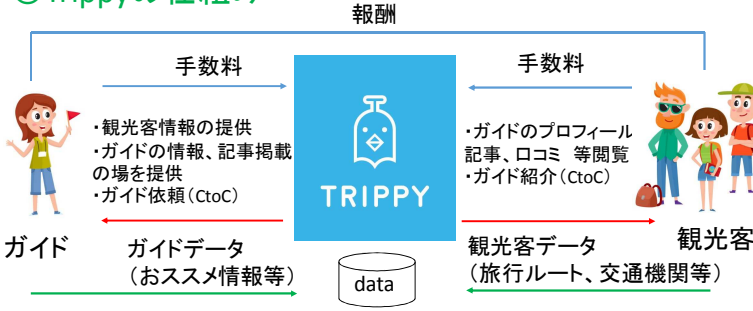 報酬
手数料
手数料
・観光客情報の提供
・ガイドの情報、記事掲載
の場を提供
・ガイド依頼（CtoC）
TRIPPY
・ガイドのプロフィール
記事、口コミ 等閲覧
・ガイド紹介（CtoC）
ガイド
観光客
ガイドデータ
（おススメ情報等）
観光客データ
（旅行ルート、交通機関等）
data